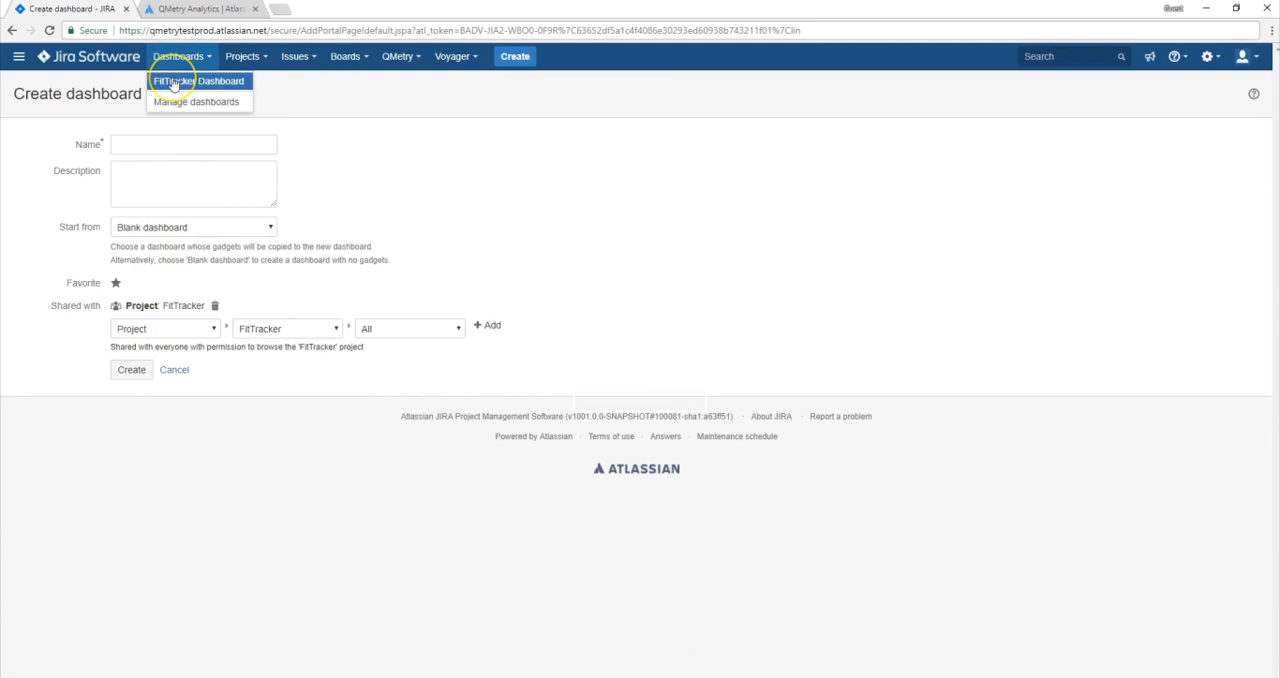 Create dashboard - JIRA
QMetry Analytics | Atlas
Guest
Secure https://qmetrytestprod.atlassian.net/secure/AddPortalPage!default.jspa?atl_token=BADV-JIA2-WBO0-0F9R%7C63652df5a1c4f4086e30293ed60938b743211f01%7Clin
Jira Software Dashboards Projects Issues Boards QMetry Voyager Create Search
FitTracker Dashboard
Create dashboard
Manage dashboards
Name*
Description
Start from Blank dashboard
Choose a dashboard whose gadgets will be copied to the new dashboard.
Alternatively, choose 'Blank dashboard' to create a dashboard with no gadgets.
Favorite
Shared with Project: FitTracker
Project FitTracker All + Add
Shared with everyone with permission to browse the 'FitTracker' project
Create Cancel
Atlassian JIRA Project Management Software (v1001.0.0-SNAPSHOT#100081-sha1:a63ff51) · About JIRA · Report a problem
Powered by Atlassian · Terms of use · Answers · Maintenance schedule
ATLASSIAN